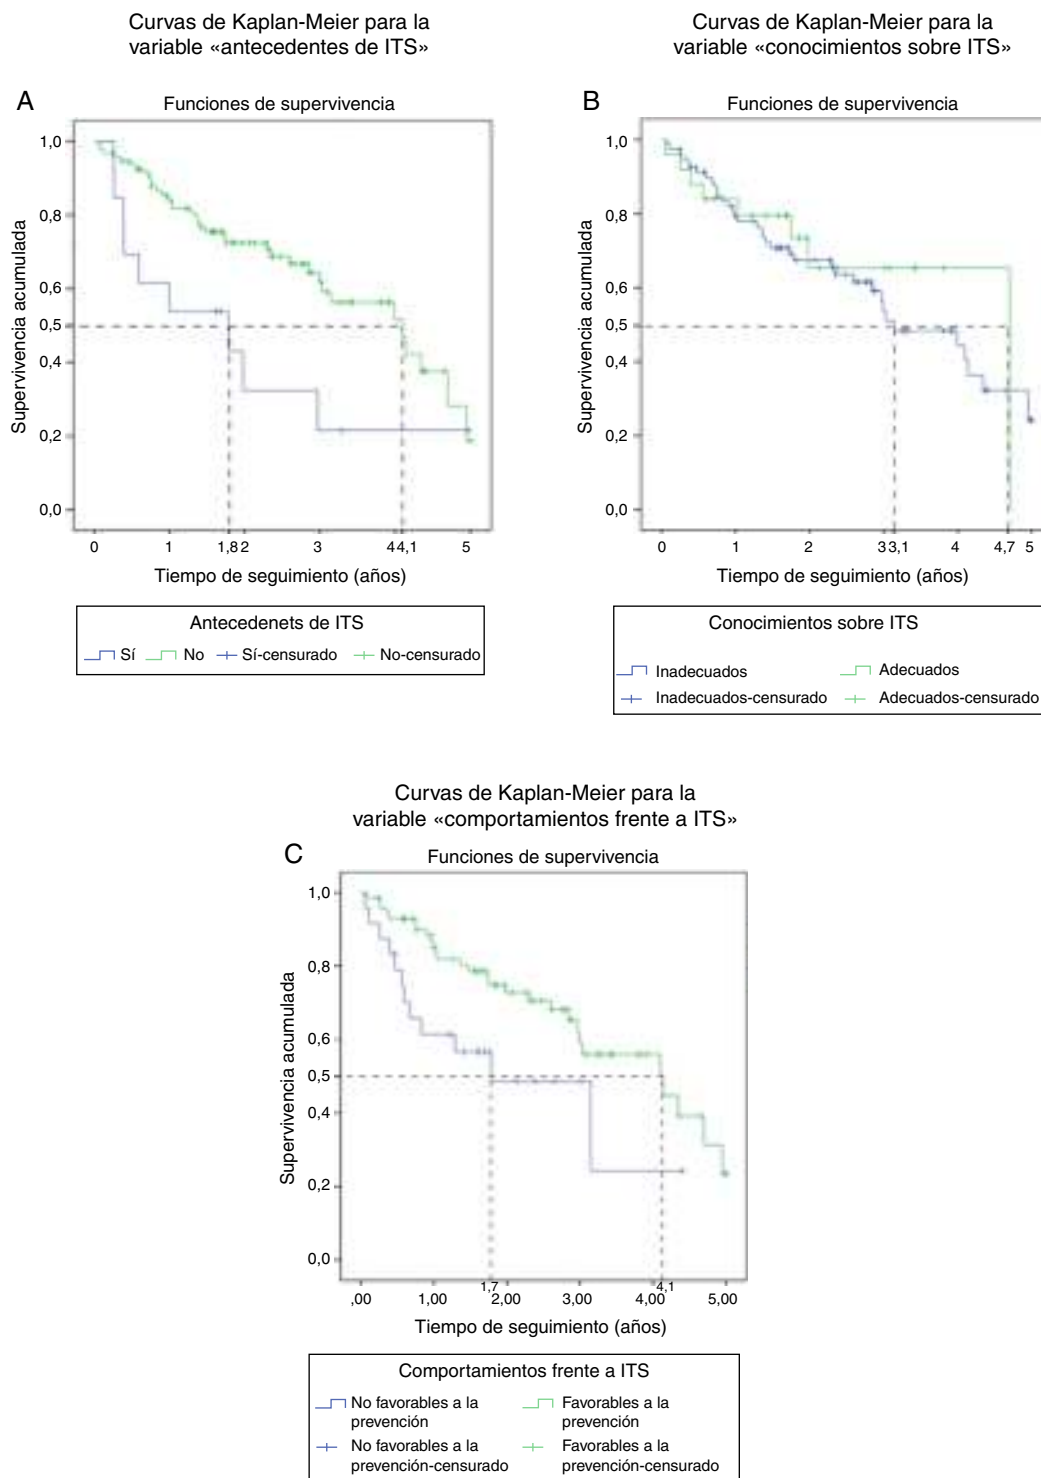 Curvas de Kaplan-Meier para la
variable «antecedentes de ITS»
A
Funciones de supervivencia
Supervivencia acumulada
1,0
0,8
0,6
0,5
0,4
0,2
0,0
0 1 1,8 2 3 4 4,1 5
Tiempo de seguimiento (años)
Antecedenets de ITS
Sí No Sí-censurado No-censurado
Curvas de Kaplan-Meier para la
variable «conocimientos sobre ITS»
B
Funciones de supervivencia
Supervivencia acumulada
1,0
0,8
0,6
0,5
0,4
0,2
0,0
0 1 2 3 3,1 4 4,7 5
Tiempo de seguimiento (años)
Conocimientos sobre ITS
Inadecuados Adecuados
Inadecuados-censurado Adecuados-censurado
Curvas de Kaplan-Meier para la
variable «comportamientos frente a ITS»
C
Funciones de supervivencia
Supervivencia acumulada
1,0
0,8
0,6
0,5
0,4
0,2
0,0
,00 1,00 1,7 2,00 3,00 4,00 4,1 5,00
Tiempo de seguimiento (años)
Comportamientos frente a ITS
No favorables a la
prevención
Favorables a la
prevención
No favorables a la
prevención-censurado
Favorables a la
prevención-censurado